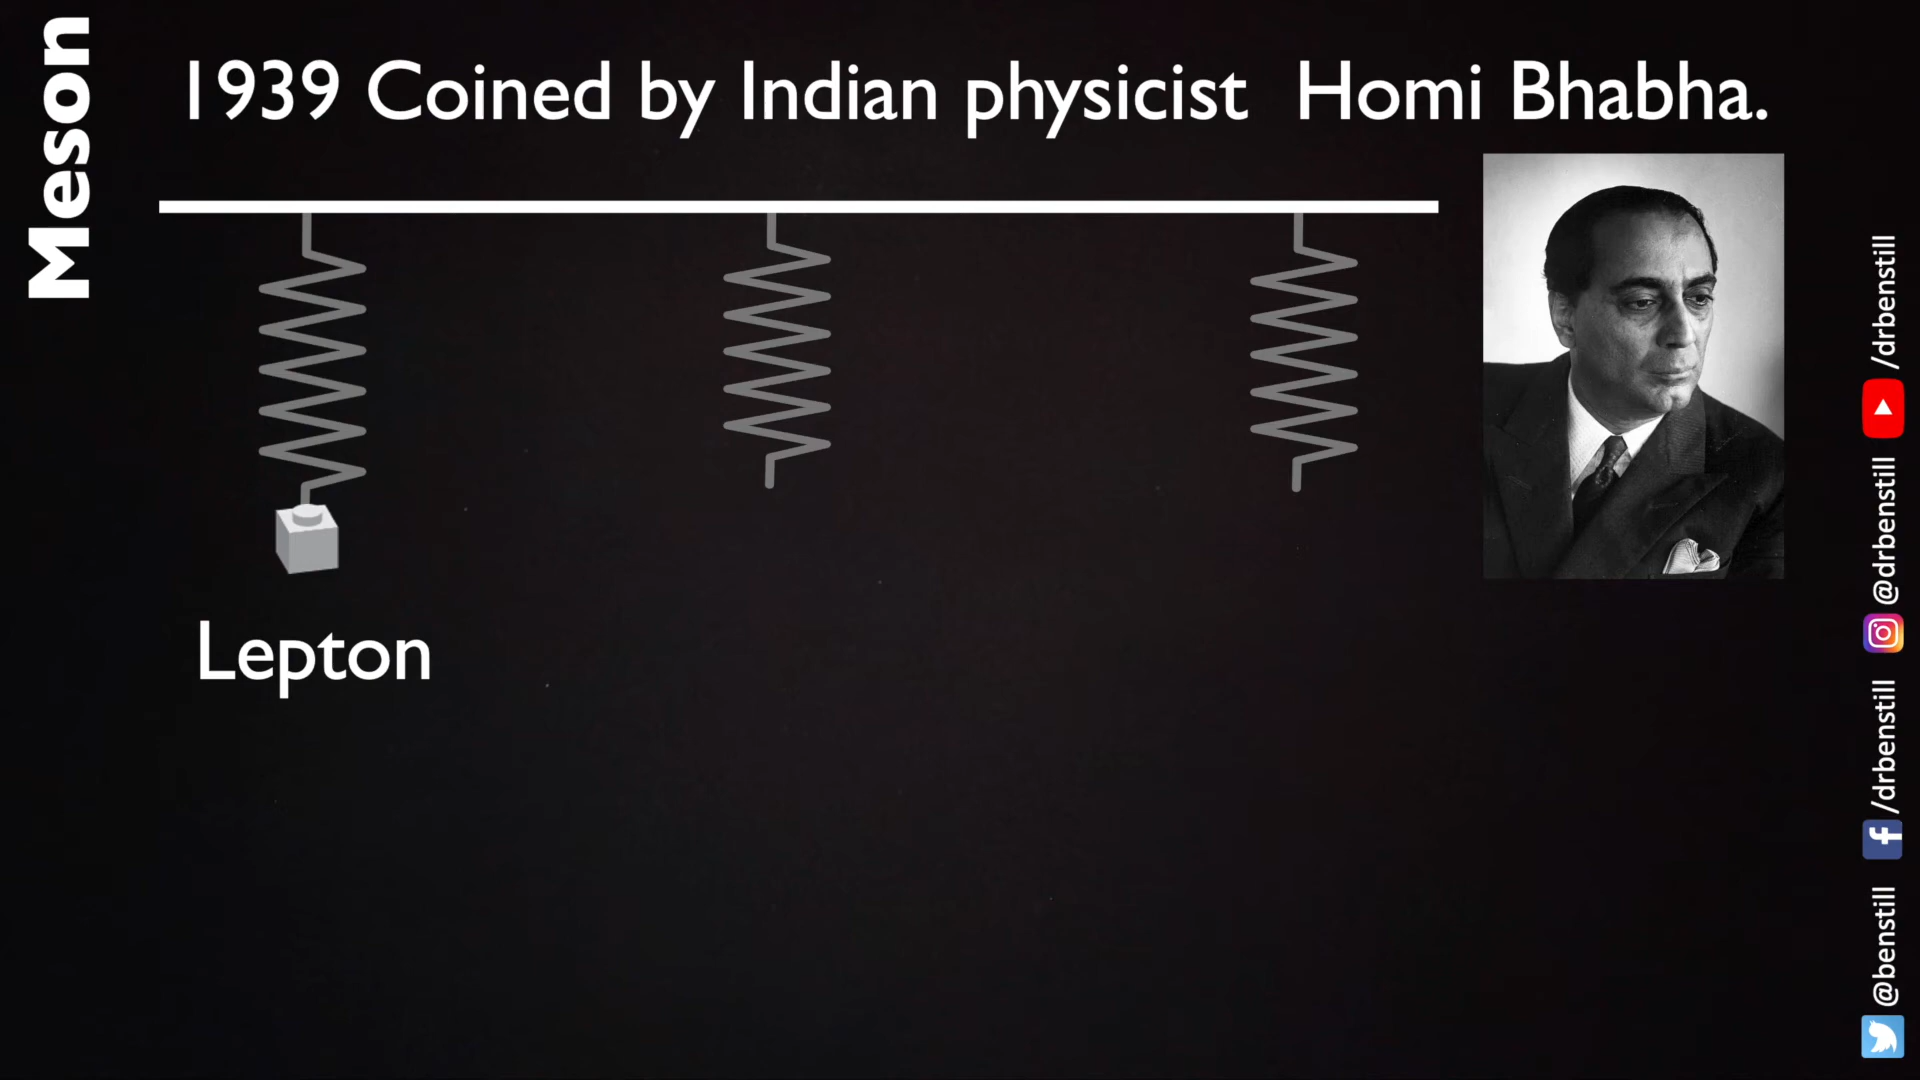 Meson
1939 Coined by Indian physicist Homi Bhabha.
Lepton
/drbenstill
@drbenstill
/drbenstill
@benstill